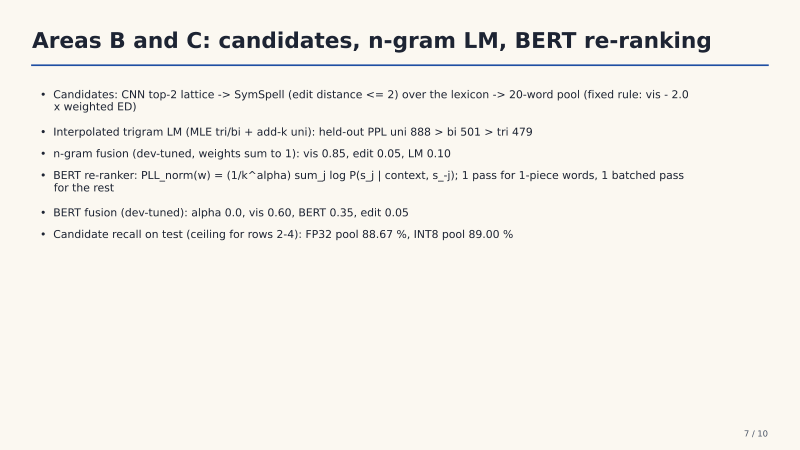 Areas B and C: candidates, n-gram LM, BERT re-ranking
• Candidates: CNN top-2 lattice -> SymSpell (edit distance <= 2) over the lexicon -> 20-word pool (fixed rule: vis - 2.0
x weighted ED)
• Interpolated trigram LM (MLE tri/bi + add-k uni): held-out PPL uni 888 > bi 501 > tri 479
• n-gram fusion (dev-tuned, weights sum to 1): vis 0.85, edit 0.05, LM 0.10
• BERT re-ranker: PLL_norm(w) = (1/k^alpha) sum_j log P(s_j | context, s_-j); 1 pass for 1-piece words, 1 batched pass
for the rest
• BERT fusion (dev-tuned): alpha 0.0, vis 0.60, BERT 0.35, edit 0.05
• Candidate recall on test (ceiling for rows 2-4): FP32 pool 88.67 %, INT8 pool 89.00 %
7 / 10